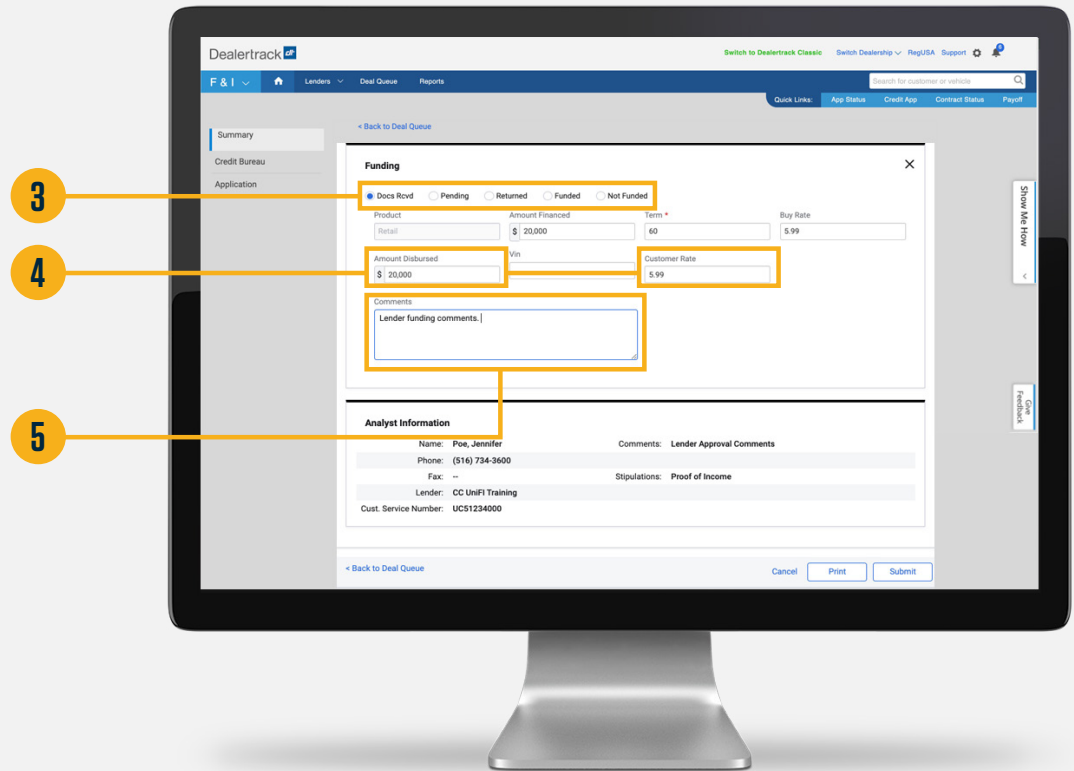 Dealertrack dt
Switch to Dealertrack Classic Switch Dealership RegUSA Support
F & I Lenders Deal Queue Reports Search for customer or vehicle
Quick Links: App Status Credit App Contract Status Payoff
< Back to Deal Queue
Summary
Credit Bureau
Application
Funding
3
Docs Rcvd Pending Returned Funded Not Funded
Product Amount Financed Term * Buy Rate
Retail $ 20,000 60 5.99
4
Amount Disbursed Vin Customer Rate
$ 20,000 5.99
Comments
Lender funding comments.
5
Analyst Information
Name: Poe, Jennifer Comments: Lender Approval Comments
Phone: (516) 734-3600
Fax: -- Stipulations: Proof of Income
Lender: CC UniFI Training
Cust. Service Number: UC51234000
< Back to Deal Queue Cancel Print Submit
Show Me How <
Give Feedback